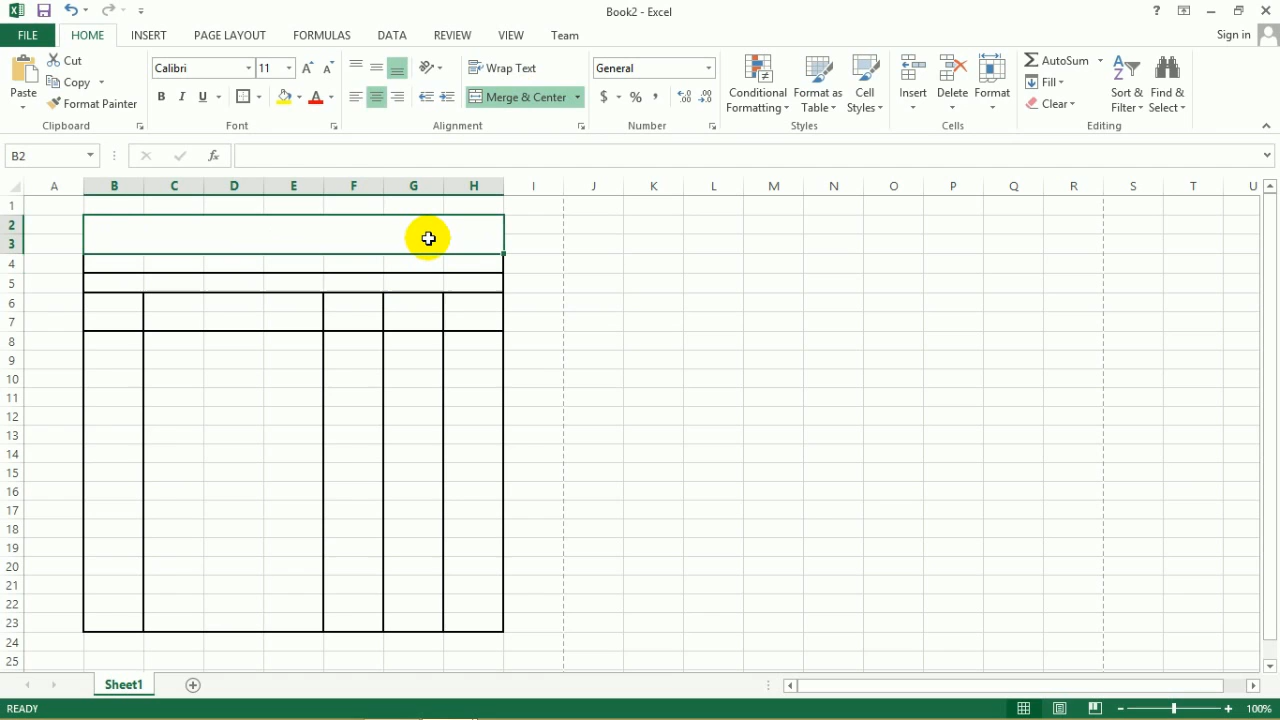 Book2 - Excel
?
FILE HOME INSERT PAGE LAYOUT FORMULAS DATA REVIEW VIEW Team Sign in
Paste
Cut
Copy
Format Painter
Clipboard
Calibri 11
B I U A
Font
Wrap Text
Merge & Center
Alignment
General
$ % ,
Number
Conditional Formatting
Format as Table
Cell Styles
Styles
Insert
Delete
Format
Cells
AutoSum
Fill
Clear
Sort & Filter
Find & Select
Editing
B2 fx
A B C D E F G H I J K L M N O P Q R S T U
1
2
3
4
5
6
7
8
9
10
11
12
13
14
15
16
17
18
19
20
21
22
23
24
25
Sheet1
READY 100%